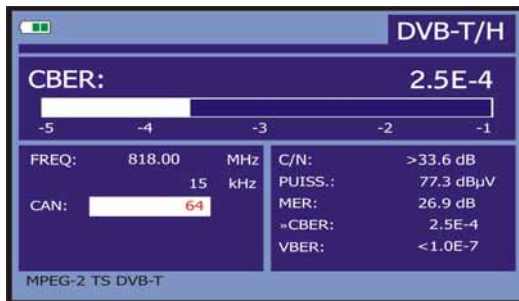 DVB-T/H
CBER: 2.5E-4
-5 -4 -3 -2 -1
FREQ: 818.00 MHz
15 kHz
CAN: 64
C/N: >33.6 dB
PUISS.: 77.3 dBµV
MER: 26.9 dB
»CBER: 2.5E-4
VBER: <1.0E-7
MPEG-2 TS DVB-T